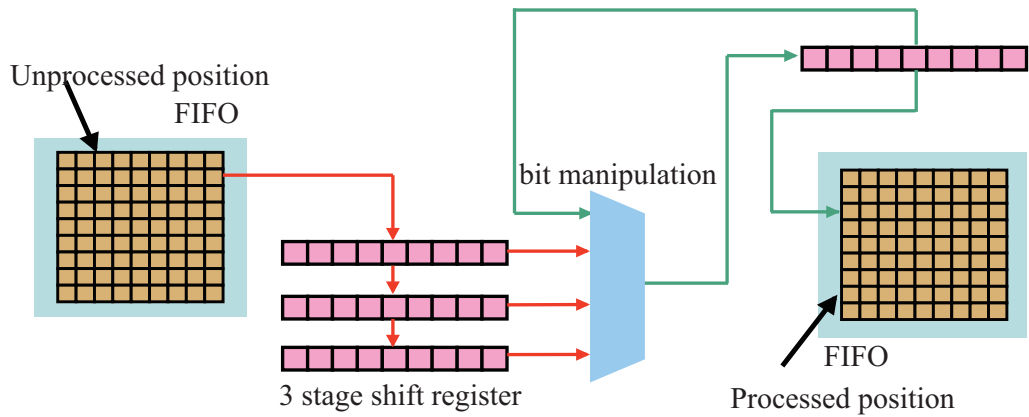 Unprocessed position
FIFO
bit manipulation
3 stage shift register
FIFO
Processed position